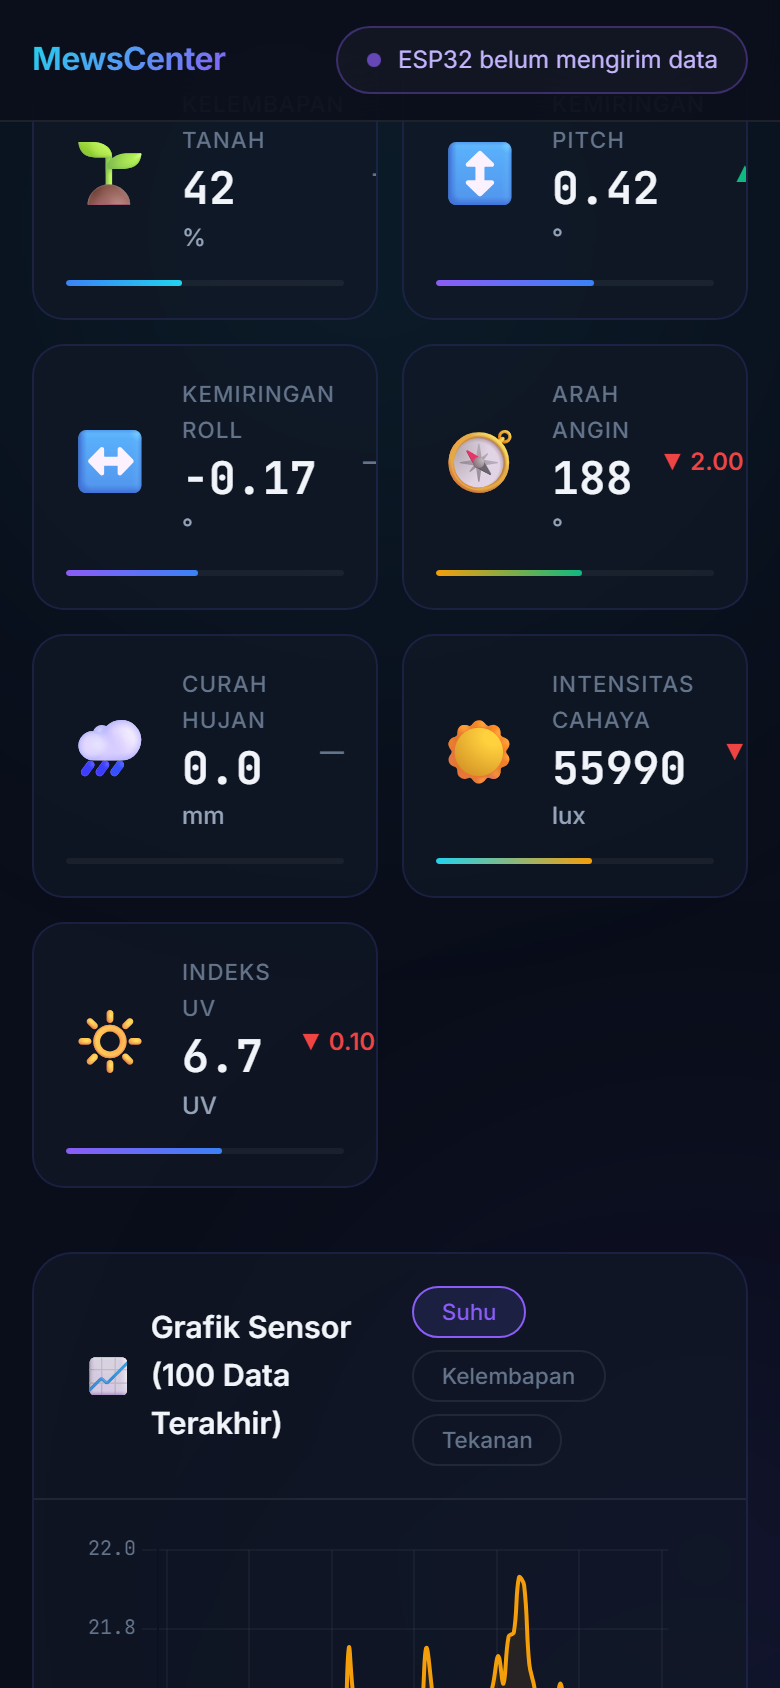 MewsCenter
ESP32 belum mengirim data
KELEMBAPAN
TANAH
42
%
KEMIRINGAN
PITCH
0.42
°
▲
KEMIRINGAN
ROLL
-0.17
—
°
ARAH
ANGIN
188
▼ 2.00
°
CURAH
HUJAN
0.0
—
mm
INTENSITAS
CAHAYA
55990
▼
lux
INDEKS
UV
6.7
▼ 0.10
UV
Grafik Sensor
(100 Data
Terakhir)
Suhu
Kelembapan
Tekanan
22.0
21.8